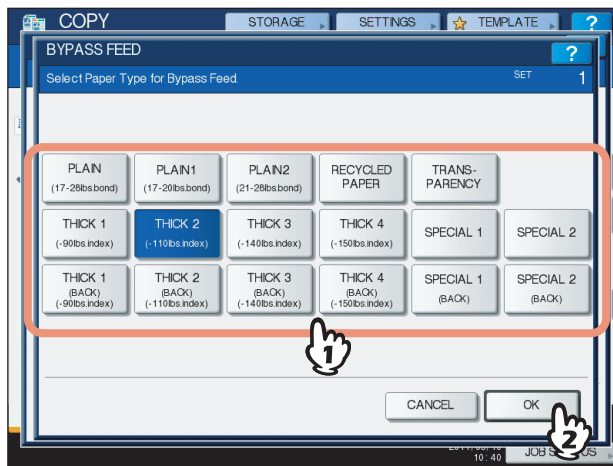 COPY STORAGE SETTINGS TEMPLATE ?
BYPASS FEED ?
Select Paper Type for Bypass Feed. SET 1
PLAIN PLAIN1 PLAIN2 RECYCLED TRANS-
(17-28lbs.bond) (17-20lbs.bond) (21-28lbs.bond) PAPER PARENCY
THICK 1 THICK 2 THICK 3 THICK 4 SPECIAL 1 SPECIAL 2
(-90lbs.index) (-110lbs.index) (-140lbs.index) (-150lbs.index)
THICK 1 THICK 2 THICK 3 THICK 4 SPECIAL 1 SPECIAL 2
(BACK) (BACK) (BACK) (BACK) (BACK) (BACK)
(-90lbs.index) (-110lbs.index) (-140lbs.index) (-150lbs.index)
1
CANCEL OK
2
10:40 JOB